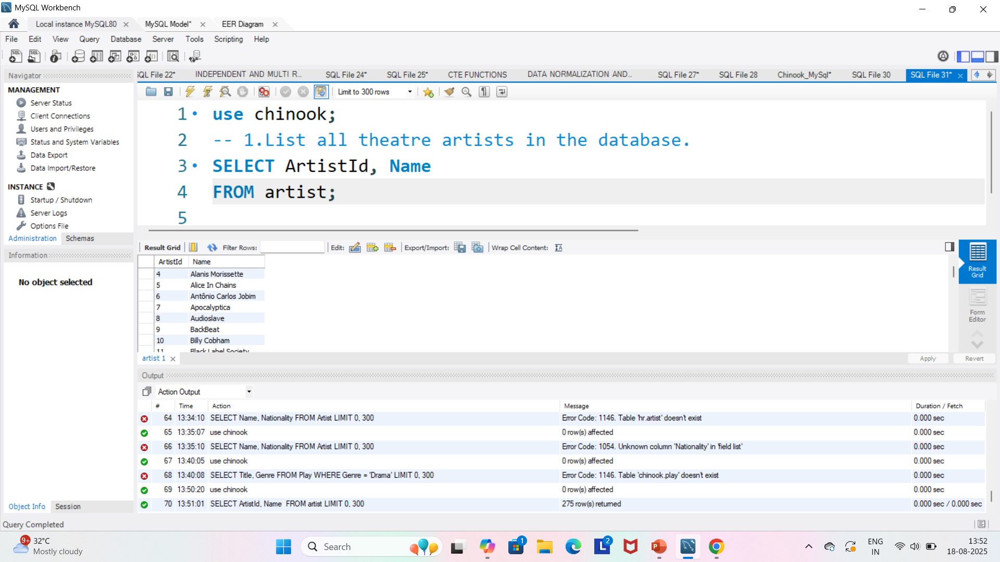 MySQL Workbench
Local instance MySQL80 MySQL Model* EER Diagram
File Edit View Query Database Server Tools Scripting Help
Navigator
MANAGEMENT
Server Status
Client Connections
Users and Privileges
Status and System Variables
Data Export
Data Import/Restore
INSTANCE
Startup / Shutdown
Server Logs
Options File
Administration Schemas
Information
No object selected
Object Info Session
SQL File 22* INDEPENDENT AND MULTI R... SQL File 24* SQL File 25* CTE FUNCTIONS DATA NORMALIZATION AND... SQL File 27* SQL File 28 Chinook_MySql* SQL File 30 SQL File 31*
Limit to 300 rows
1 use chinook;
2 -- 1.List all theatre artists in the database.
3 SELECT ArtistId, Name
4 FROM artist;
5
Result Grid Filter Rows: Edit: Export/Import: Wrap Cell Content:
ArtistId Name
4 Alanis Morissette
5 Alice In Chains
6 Antônio Carlos Jobim
7 Apocalyptica
8 Audioslave
9 BackBeat
10 Billy Cobham
11 Black Label Society
Result Grid
Form Editor
artist 1 Apply Revert
Output
Action Output
# Time Action Message Duration / Fetch
64 13:34:10 SELECT Name, Nationality FROM Artist LIMIT 0, 300 Error Code: 1146. Table 'hr.artist' doesn't exist 0.000 sec
65 13:35:07 use chinook 0 row(s) affected 0.000 sec
66 13:35:10 SELECT Name, Nationality FROM Artist LIMIT 0, 300 Error Code: 1054. Unknown column 'Nationality' in 'field list' 0.000 sec
67 13:40:05 use chinook 0 row(s) affected 0.000 sec
68 13:40:08 SELECT Title, Genre FROM Play WHERE Genre = 'Drama' LIMIT 0, 300 Error Code: 1146. Table 'chinook.play' doesn't exist 0.000 sec
69 13:50:20 use chinook 0 row(s) affected 0.000 sec
70 13:51:01 SELECT ArtistId, Name FROM artist LIMIT 0, 300 275 row(s) returned 0.000 sec / 0.000 sec
Query Completed
9+ 32°C
Mostly cloudy
Search
1
L 2
P
ENG
IN
13:52
18-08-2025